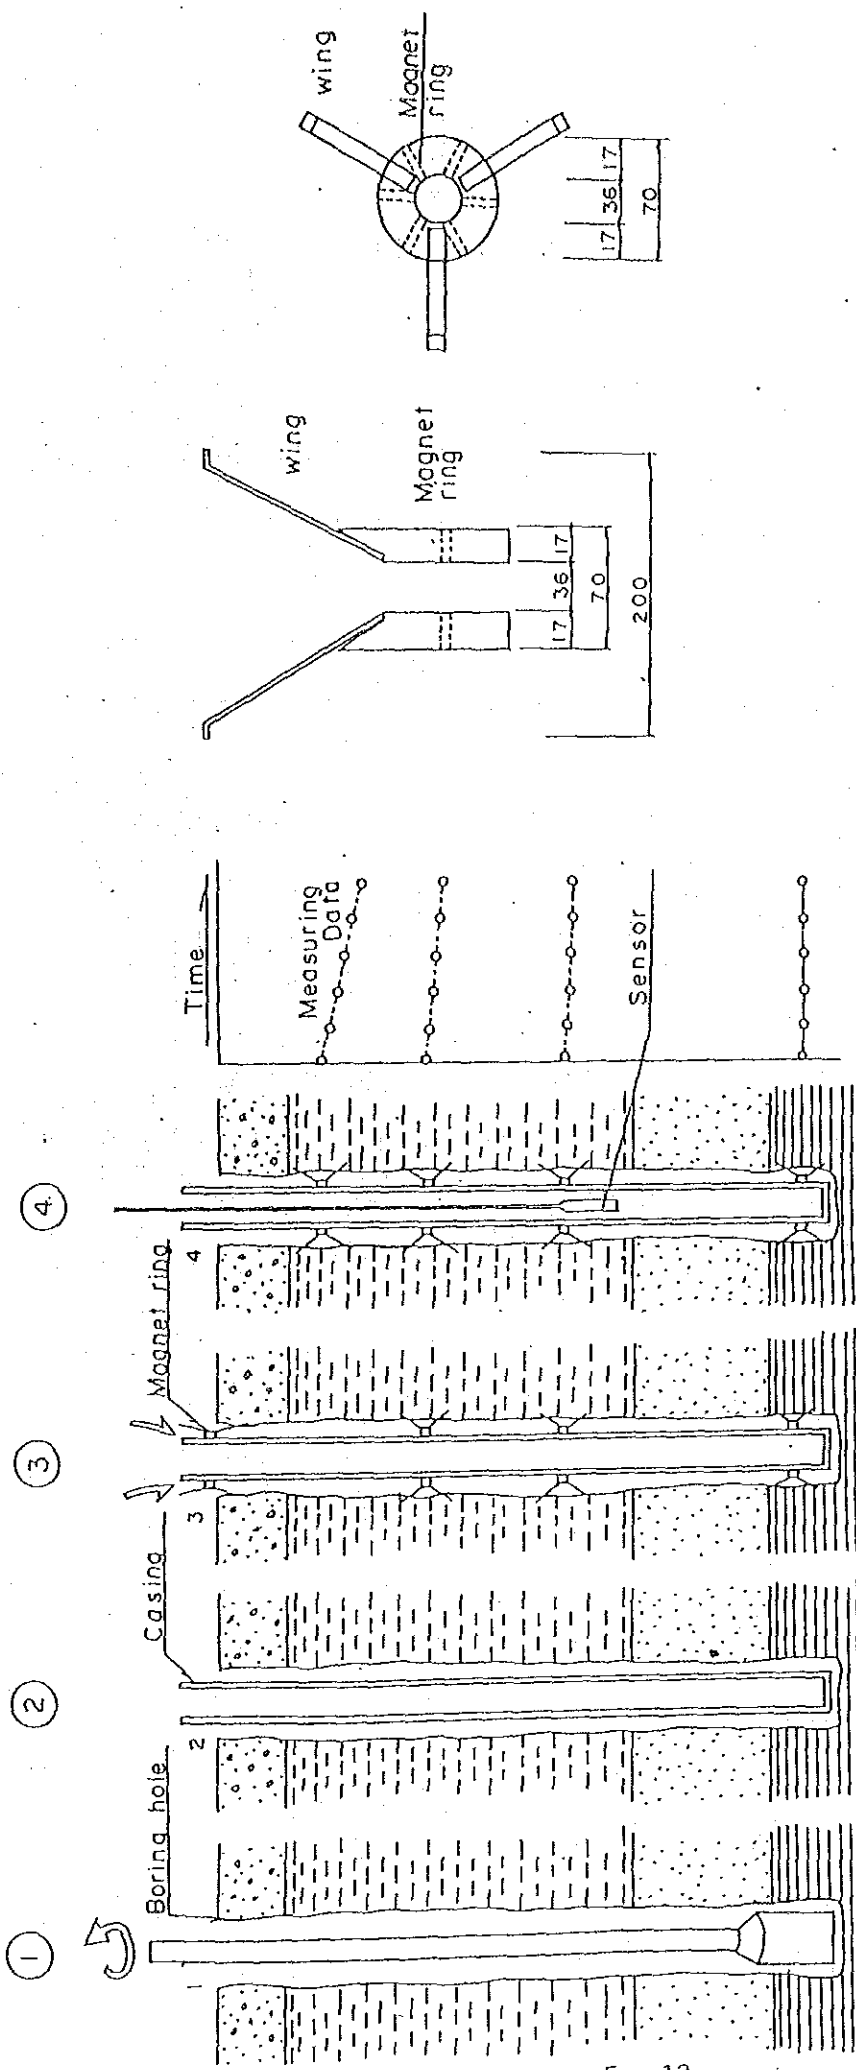 ①
②
③
④
Boring hole
Casing
Magnet ring
1
2
3
4
Time
Measuring
Data
Sensor
wing
Magnet
ring
17
36
17
70
200
wing
Magnet
ring
17
36
17
70